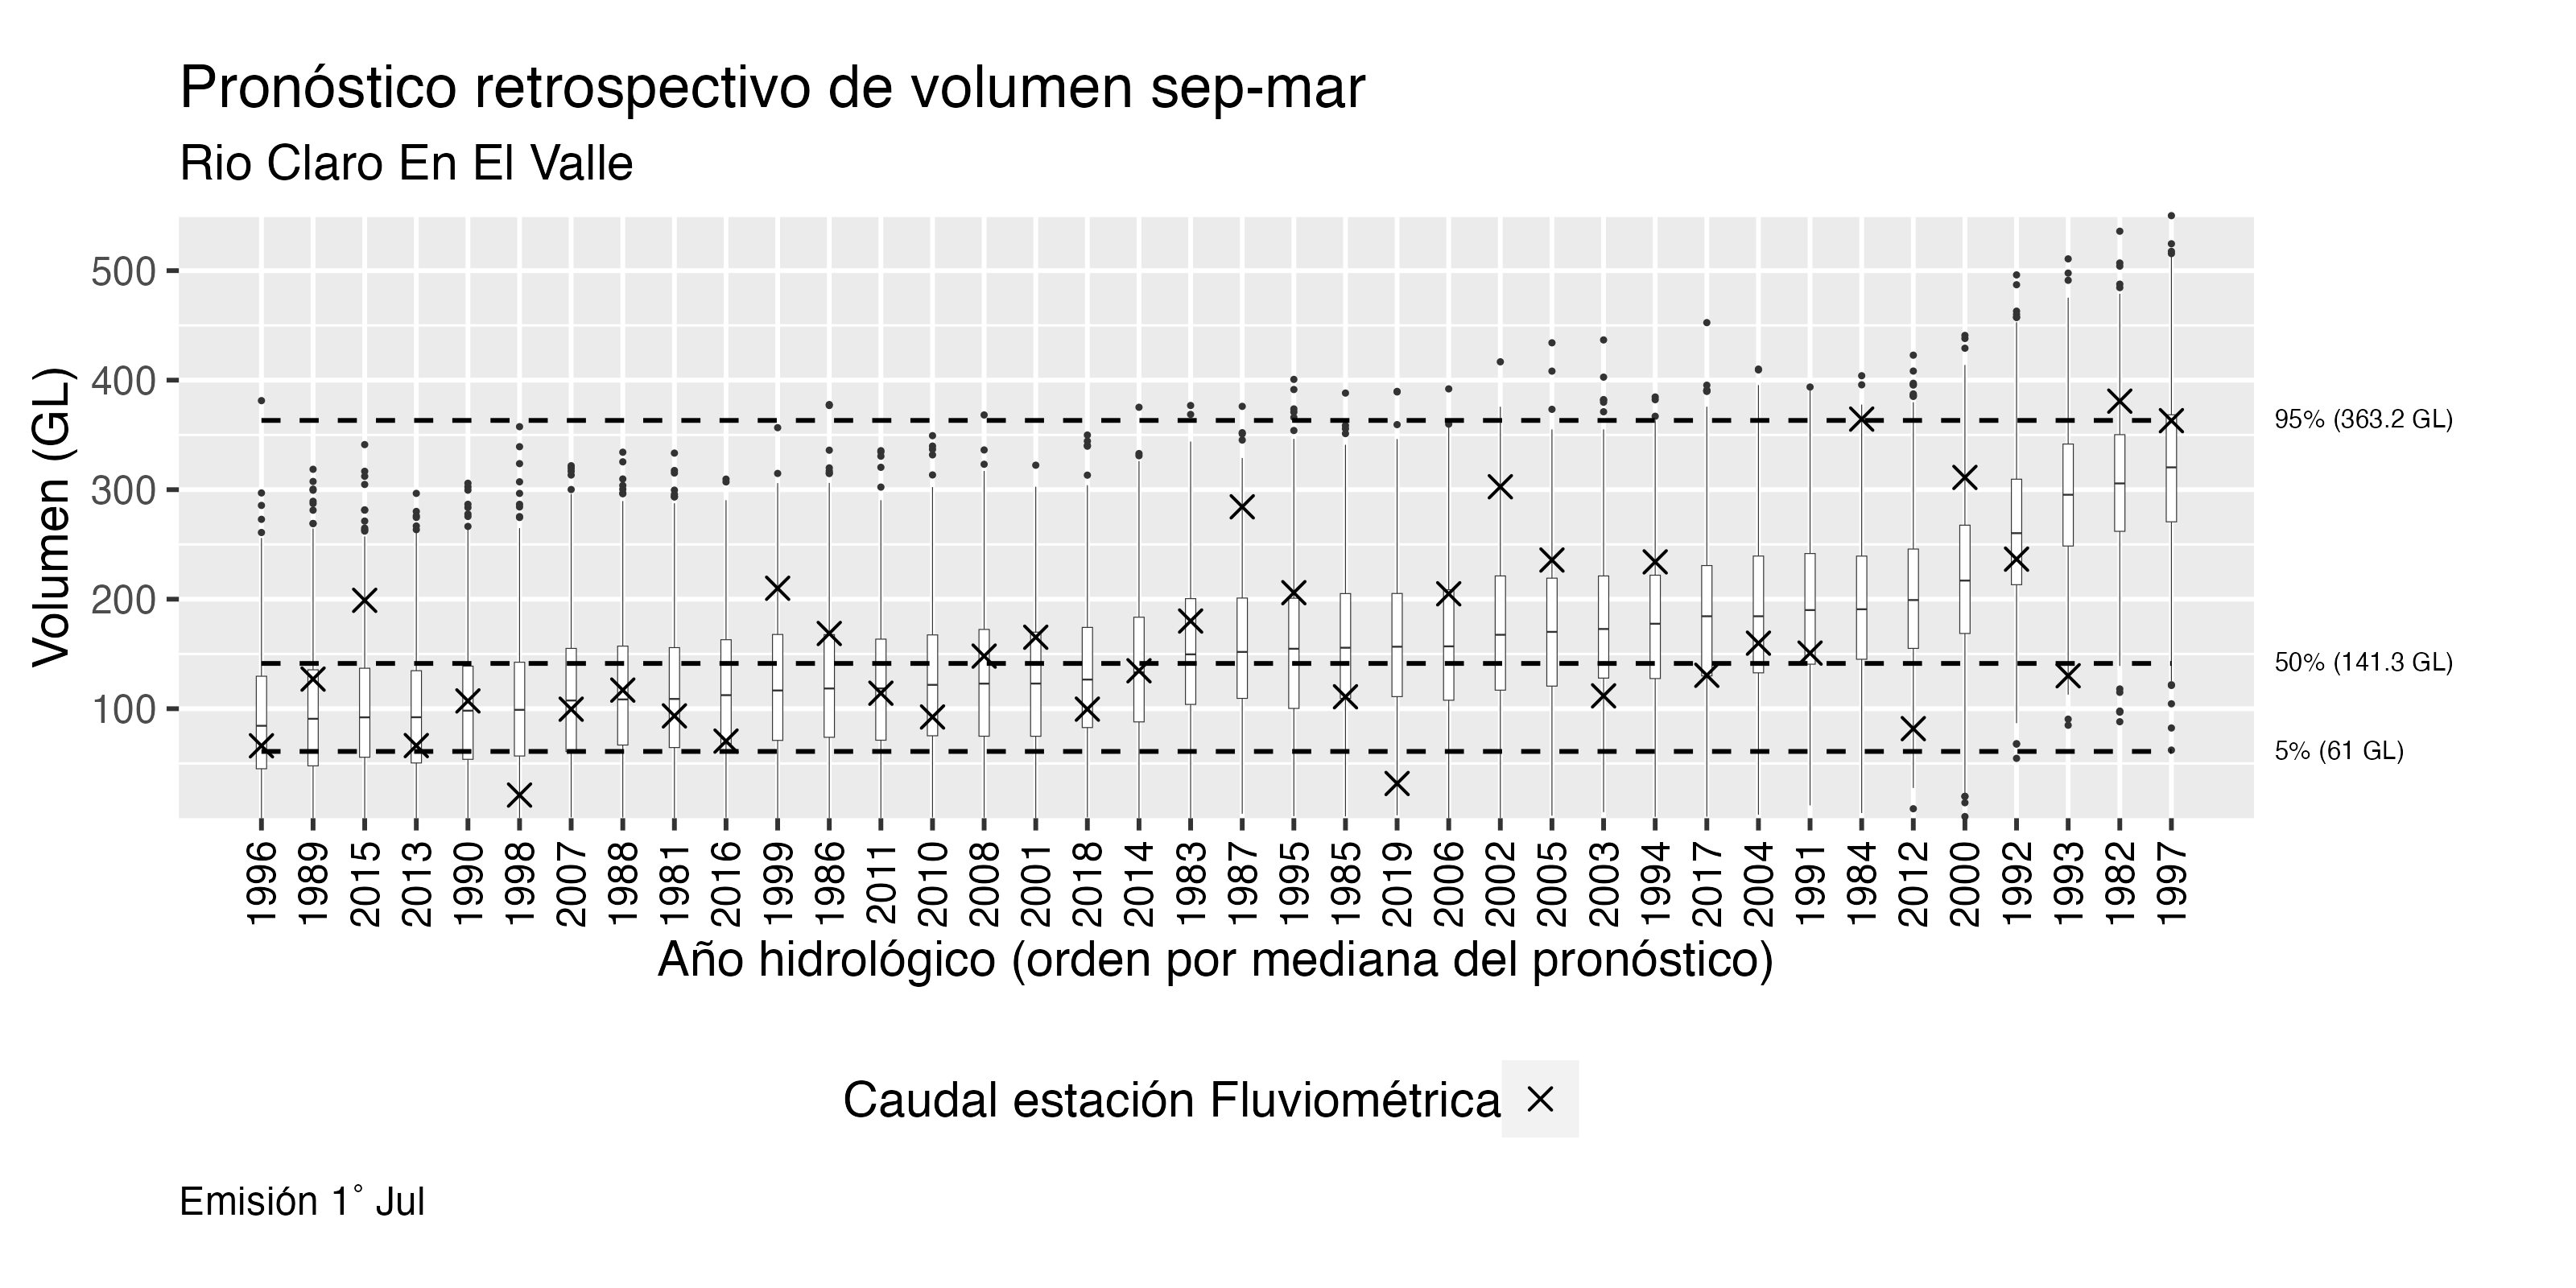 Pronóstico retrospectivo de volumen sep-mar
Rio Claro En El Valle
Volumen (GL)
500
400
300
200
100
95% (363.2 GL)
50% (141.3 GL)
5% (61 GL)
1996 1989 2015 2013 1990 1998 2007 1988 1981 2016 1999 1986 2011 2010 2008 2001 2018 2014 1983 1987 1995 1985 2019 2006 2002 2005 2003 1994 2017 2004 1991 1984 2012 2000 1992 1993 1982 1997
Año hidrológico (orden por mediana del pronóstico)
Caudal estación Fluviométrica
Emisión 1° Jul